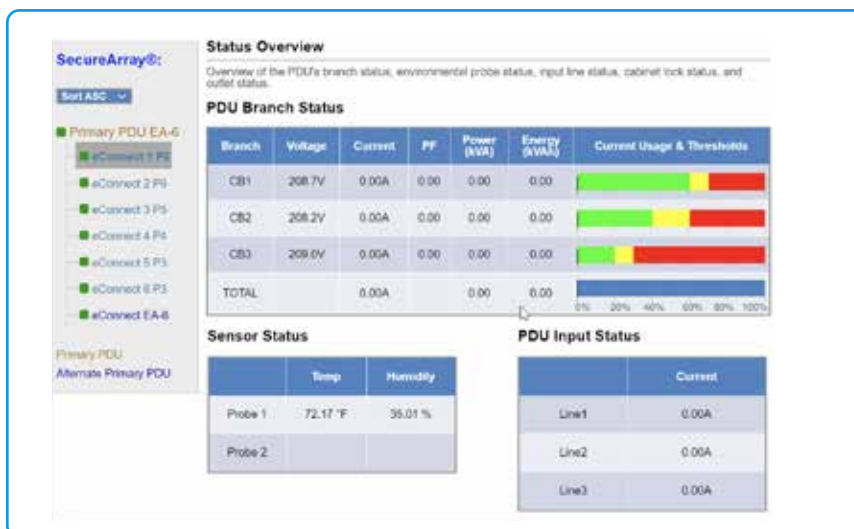 SecureArray®:
Sort ASC
Primary PDU EA-6
eConnect 1 P6
eConnect 2 P6
eConnect 3 P5
eConnect 4 P4
eConnect 5 P3
eConnect 6 P3
eConnect EA-6
Primary PDU
Alternate Primary PDU
Status Overview
Overview of the PDU's branch status, environmental probe status, input line status, cabinet lock status, and
outlet status.
PDU Branch Status
Branch Voltage Current PF Power (kVA) Energy (kVAh) Current Usage & Thresholds
CB1 208.7V 0.00A 0.00 0.00 0.00
CB2 208.2V 0.00A 0.00 0.00 0.00
CB3 209.0V 0.00A 0.00 0.00 0.00
TOTAL 0.00A 0.00 0.00
0% 20% 40% 60% 80% 100%
Sensor Status
Temp Humidity
Probe 1 72.17 °F 35.01 %
Probe 2
PDU Input Status
Current
Line1 0.00A
Line2 0.00A
Line3 0.00A